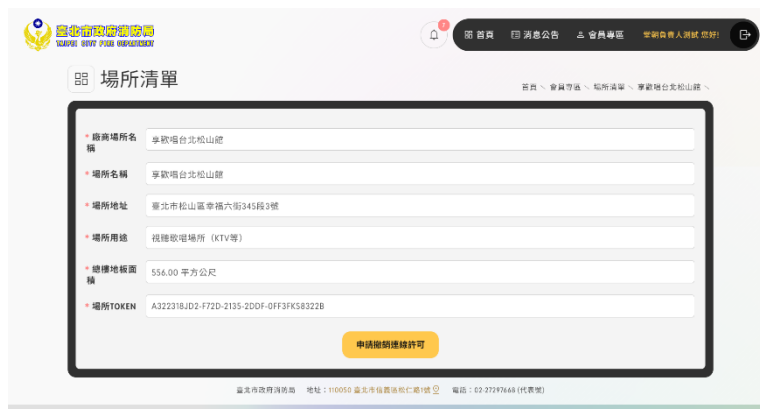 臺北市政府消防局
TAIPEI CITY FIRE DEPARTMENT
首頁 消息公告 會員專區 您好!
場所清單
首頁 會員專區 場所清單 享歡唱台北松山館
* 廠商場所名稱 享歡唱台北松山館
* 場所名稱 享歡唱台北松山館
* 場所地址 臺北市松山區幸福六街345段3號
* 場所用途 視聽歌唱場所（KTV等）
* 總樓地板面積 556.00 平方公尺
* 場所TOKEN A322318JD2-F72D-2135-2DDF-0FF3FK58322B
申請撤銷連線許可
臺北市政府消防局 地址：110050 臺北市信義區松仁路1號 電話：02-27297668 (代表號)